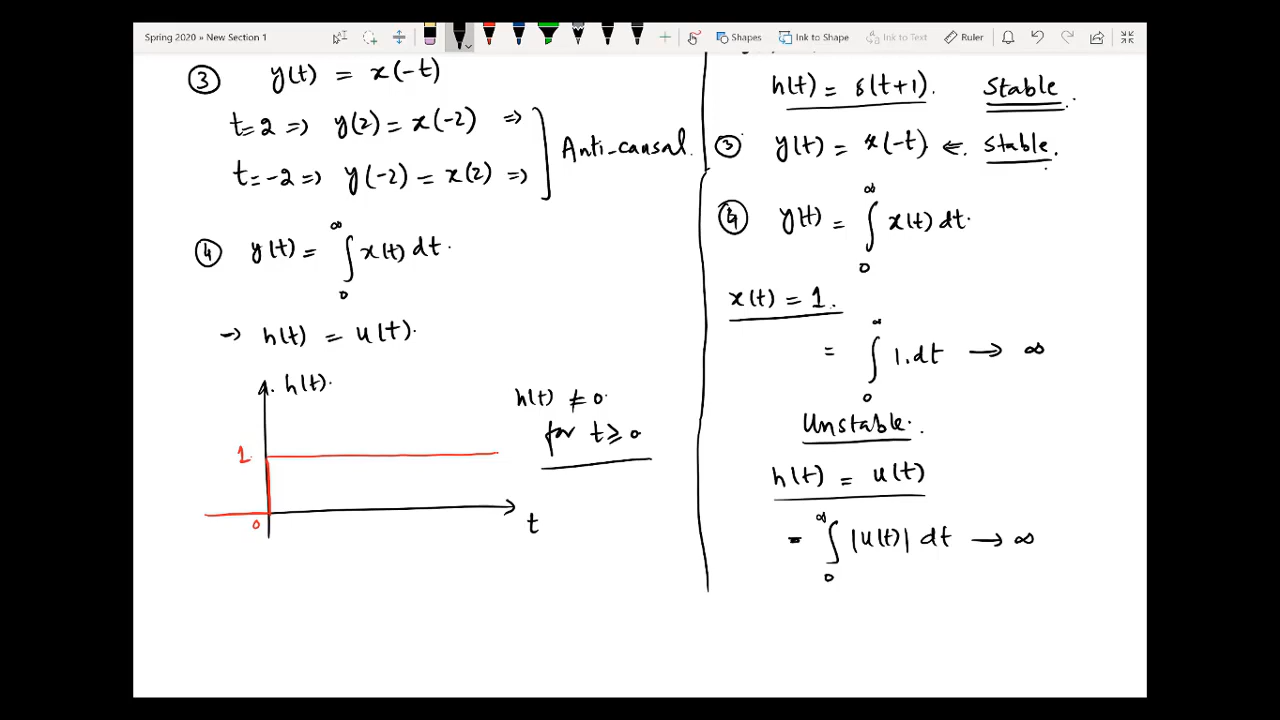 Spring 2020 » New Section 1
Shapes
Ink to Shape
Ink to Text
Ruler
③ y(t) = x(-t)
t=2 => y(2) = x(-2) =>
t=-2 => y(-2) = x(2) =>
Anti-causal.
④ y(t) = ∫₀^∞ x(t) dt.
→ h(t) = u(t).
h(t).
1
0
t
h(t) ≠ 0.
for t ≥ 0
h(t) = δ(t+1). Stable.
③ y(t) = x(-t) ⇐. Stable.
④ y(t) = ∫₀^∞ x(t) dt.
x(t) = 1.
= ∫₀^∞ 1.dt → ∞
Unstable.
h(t) = u(t)
= ∫₀^∞ |u(t)| dt → ∞